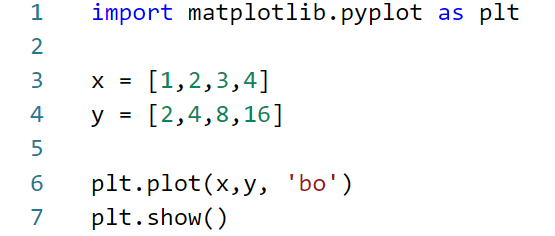 1 import matplotlib.pyplot as plt
2
3 x = [1,2,3,4]
4 y = [2,4,8,16]
5
6 plt.plot(x,y, 'bo')
7 plt.show()